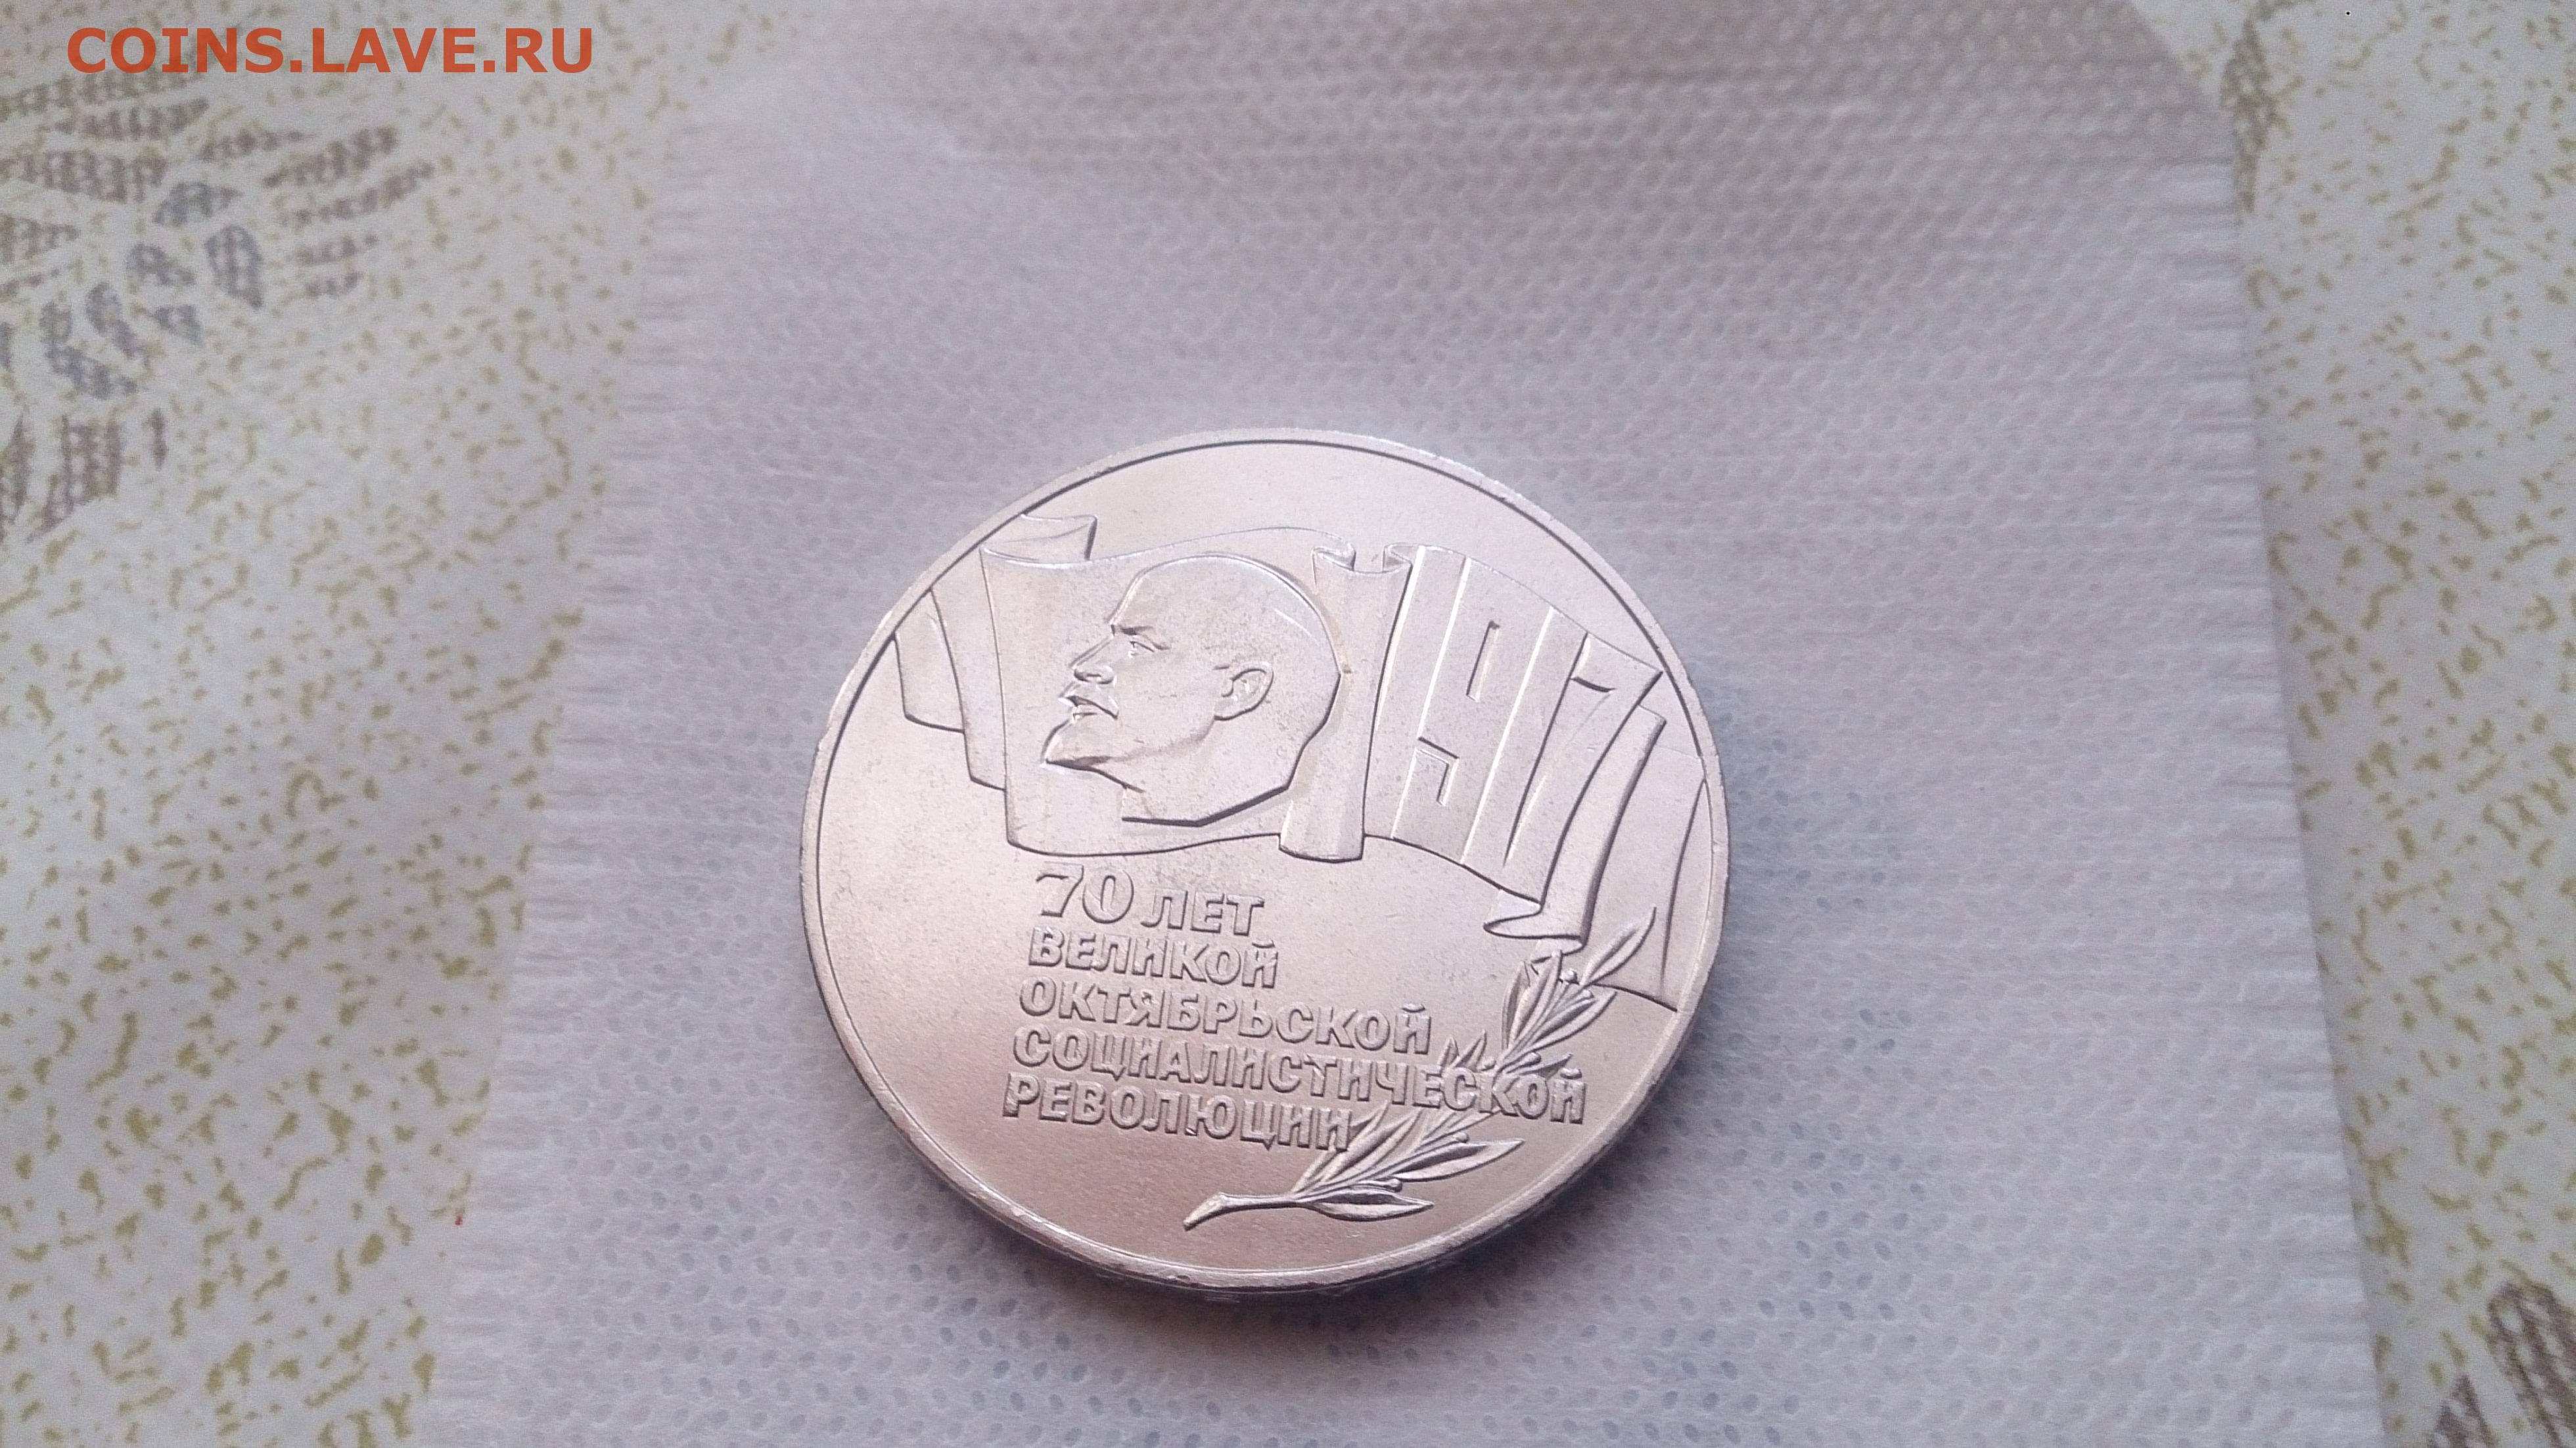 COINS.LAVE.RU
1917
70 ЛЕТ
ВЕЛИКОЙ
ОКТЯБРЬСКОЙ
СОЦИАЛИСТИЧЕСКОЙ
РЕВОЛЮЦИИ